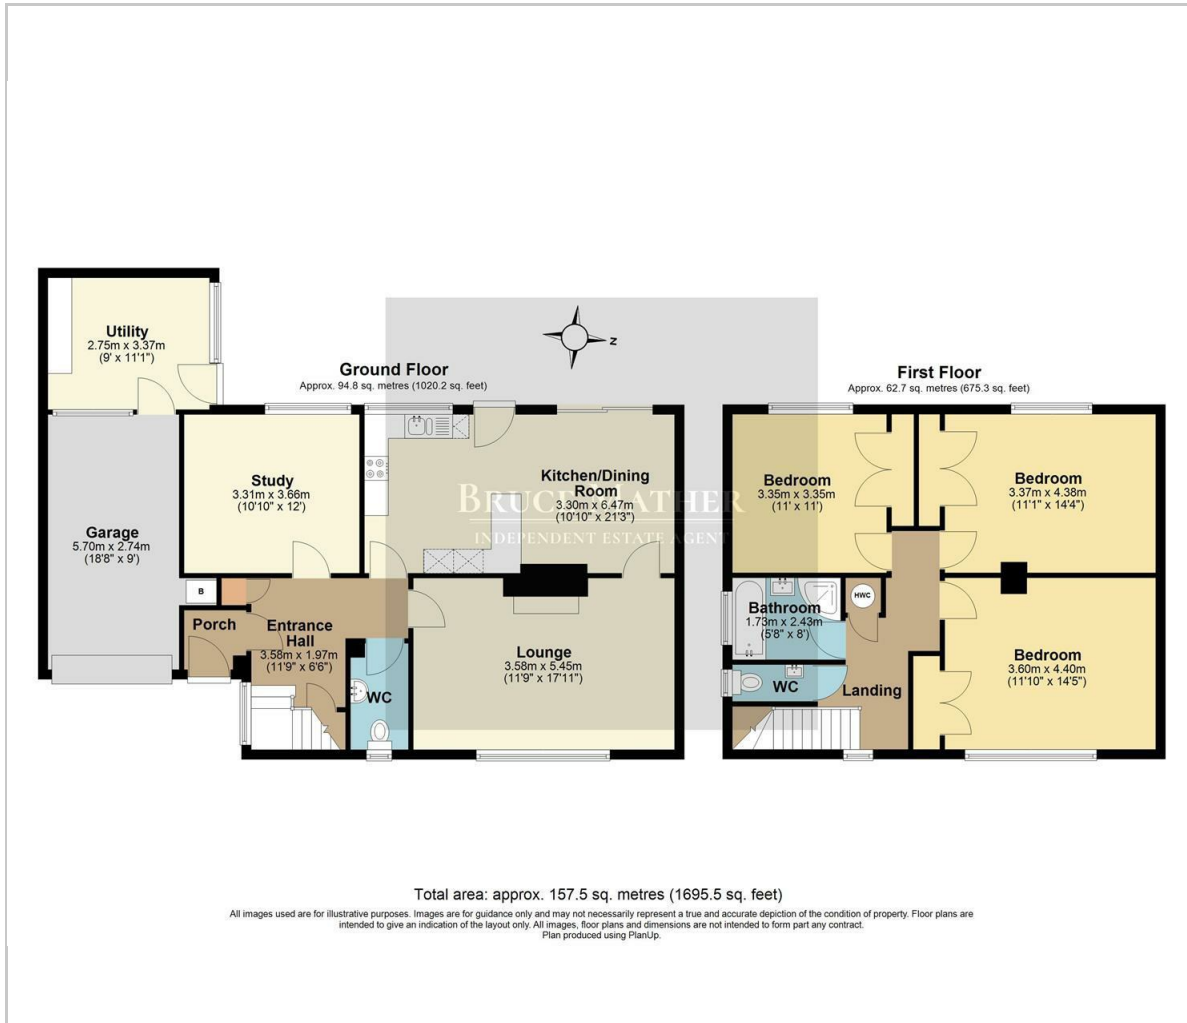 Utility
2.75m x 3.37m
(9' x 11'1")
Z
Ground Floor
Approx. 94.8 sq. metres (1020.2 sq. feet)
Study
3.31m x 3.66m
(10'10" x 12')
Kitchen/Dining
Room
3.30m x 6.47m
(10'10" x 21'3")
BRUCE MATHER
INDEPENDENT ESTATE AGENT
Garage
5.70m x 2.74m
(18'8" x 9')
B
Porch
Entrance
Hall
3.58m x 1.97m
(11'9" x 6'6")
WC
Lounge
3.58m x 5.45m
(11'9" x 17'11")
First Floor
Approx. 62.7 sq. metres (675.3 sq. feet)
Bedroom
3.35m x 3.35m
(11' x 11')
Bedroom
3.37m x 4.38m
(11'1" x 14'4")
Bathroom
1.73m x 2.43m
(5'8" x 8')
HWC
WC
Landing
Bedroom
3.60m x 4.40m
(11'10" x 14'5")
Total area: approx. 157.5 sq. metres (1695.5 sq. feet)
All images used are for illustrative purposes. Images are for guidance only and may not necessarily represent a true and accurate depiction of the condition of property. Floor plans are
intended to give an indication of the layout only. All images, floor plans and dimensions are not intended to form part any contract.
Plan produced using PlanUp.